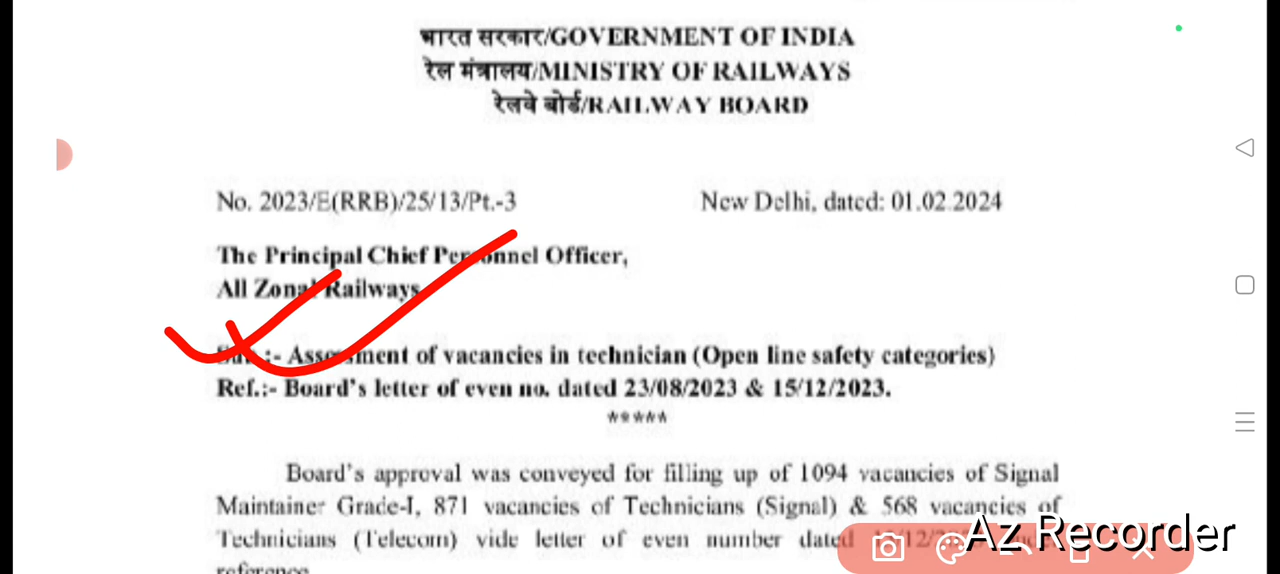 भारत सरकार/GOVERNMENT OF INDIA
रेल मंत्रालय/MINISTRY OF RAILWAYS
रेलवे बोर्ड/RAILWAY BOARD
No. 2023/E(RRB)/25/13/Pt.-3 New Delhi, dated: 01.02.2024
The Principal Chief Personnel Officer,
All Zonal Railways
Sub.:- Assessment of vacancies in technician (Open line safety categories)
Ref.:- Board's letter of even no. dated 23/08/2023 & 15/12/2023.
*****
Board's approval was conveyed for filling up of 1094 vacancies of Signal
Maintainer Grade-I, 871 vacancies of Technicians (Signal) & 568 vacancies of
Technicians (Telecom) vide letter of even number dated
reference
Az Recorder